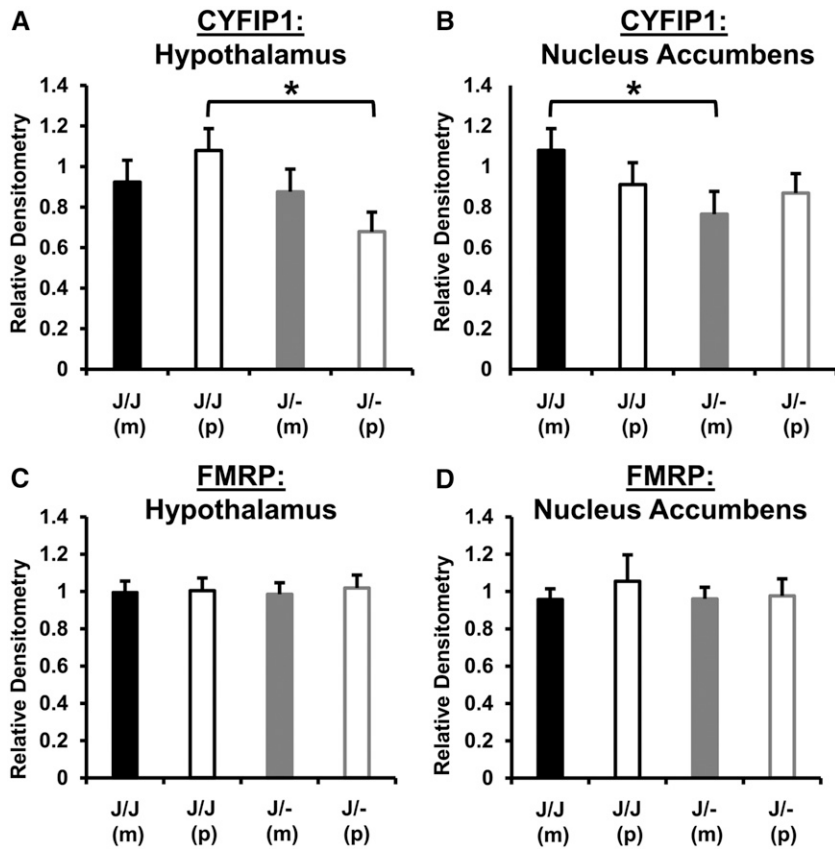 A
CYFIP1:
Hypothalamus
Relative Densitometry
1.4
1.2
1
0.8
0.6
0.4
0.2
0
*
J/J J/J J/- J/-
(m) (p) (m) (p)
B
CYFIP1:
Nucleus Accumbens
Relative Densitometry
1.4
1.2
1
0.8
0.6
0.4
0.2
0
*
J/J J/J J/- J/-
(m) (p) (m) (p)
C
FMRP:
Hypothalamus
Relative Densitometry
1.4
1.2
1
0.8
0.6
0.4
0.2
0
J/J J/J J/- J/-
(m) (p) (m) (p)
D
FMRP:
Nucleus Accumbens
Relative Densitometry
1.4
1.2
1
0.8
0.6
0.4
0.2
0
J/J J/J J/- J/-
(m) (p) (m) (p)